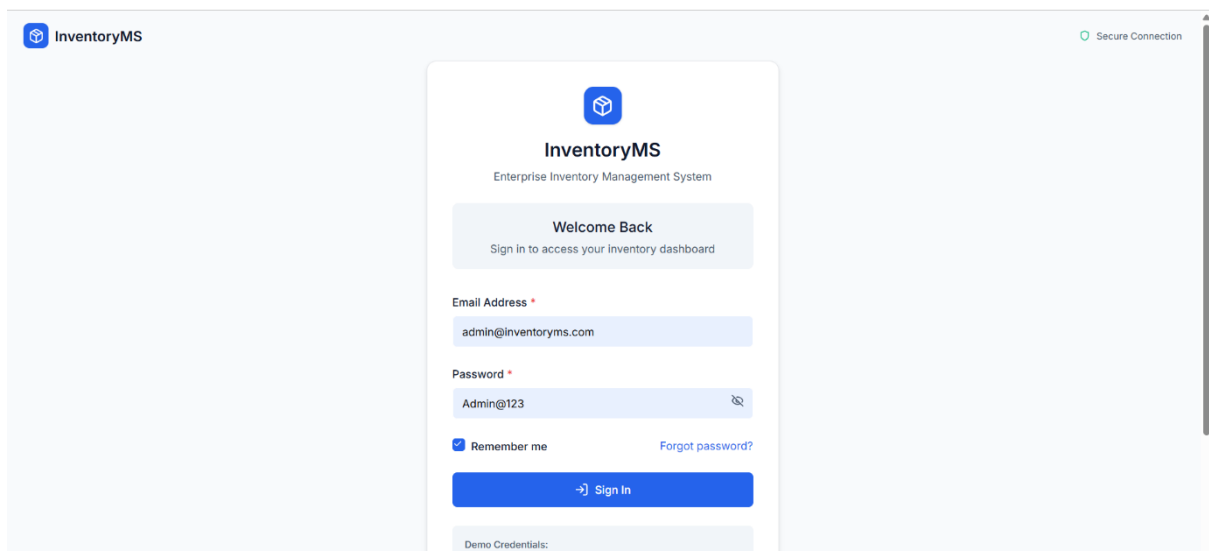 InventoryMS
Secure Connection
InventoryMS
Enterprise Inventory Management System
Welcome Back
Sign in to access your inventory dashboard
Email Address *
admin@inventoryms.com
Password *
Admin@123
Remember me
Forgot password?
Sign In
Demo Credentials: